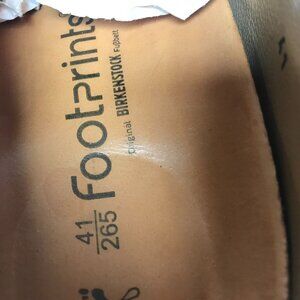 footprints
Original BIRKENSTOCK Fußbett
41
265